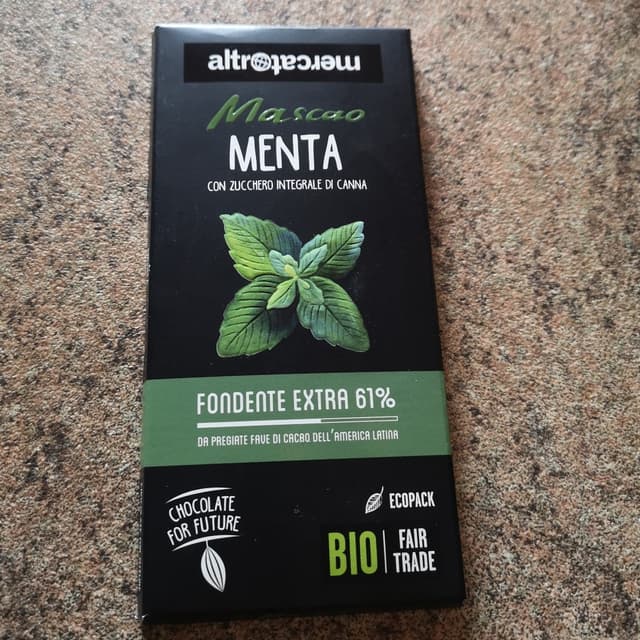 altromercato
Mascao
MENTA
CON ZUCCHERO INTEGRALE DI CANNA
FONDENTE EXTRA 61%
DA PREGIATE FAVE DI CACAO DELL'AMERICA LATINA
CHOCOLATE
FOR FUTURE
ECOPACK
BIO
FAIR
TRADE